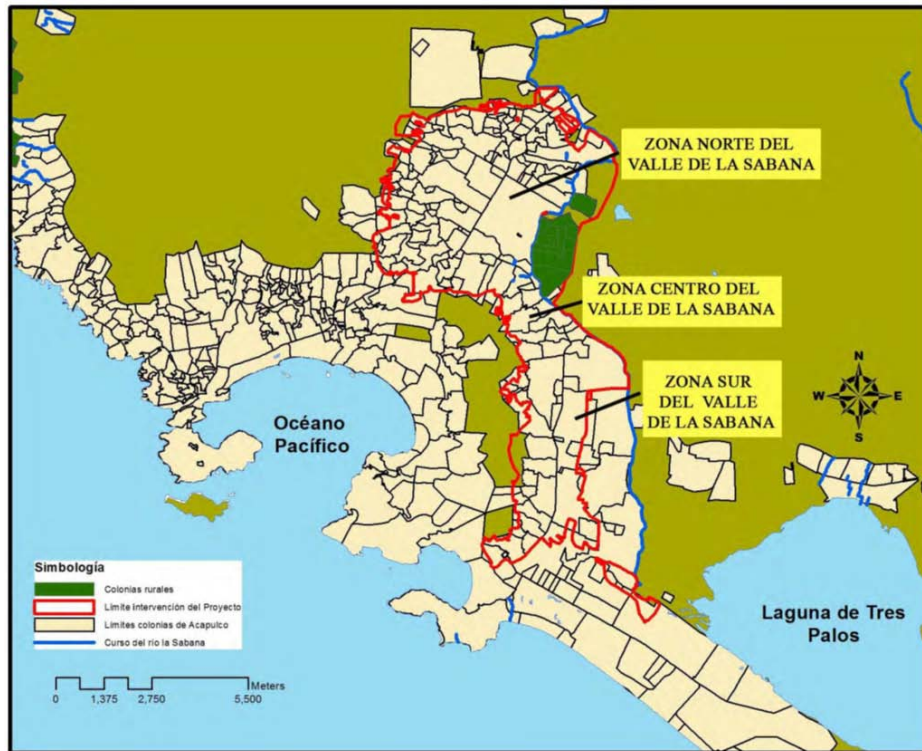 ZONA NORTE DEL
VALLE DE LA SABANA
ZONA CENTRO DEL
VALLE DE LA SABANA
ZONA SUR
DEL VALLE
DE LA SABANA
N
W
E
S
Océano
Pacífico
Laguna de Tres
Palos
Simbología
Colonias rurales
Límite Intervención del Proyecto
Límites colonias de Acapulco
Curso del río la Sabana
Meters
0 1,375 2,750 5,500